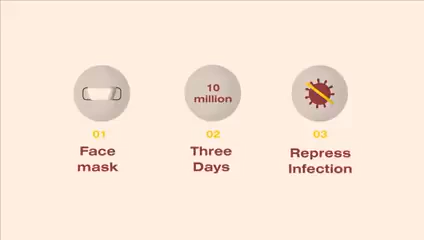 10
million
01
Face
mask
02
Three
Days
03
Repress
Infection